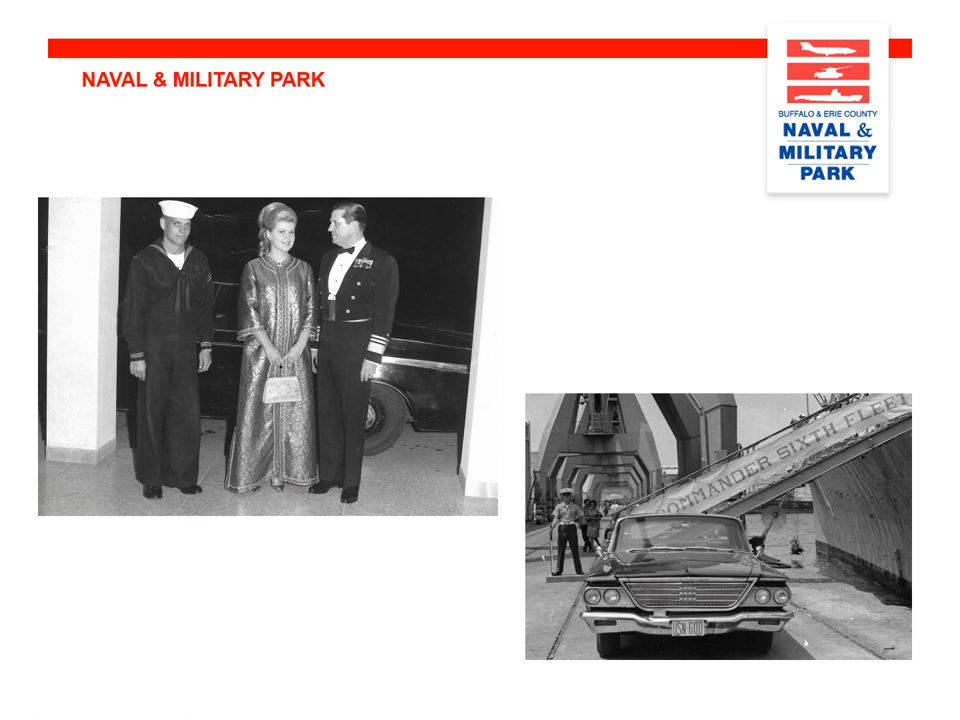 NAVAL & MILITARY PARK
BUFFALO & ERIE COUNTY
NAVAL &
MILITARY
PARK
COMMANDER SIXTH FLEET
USN-600